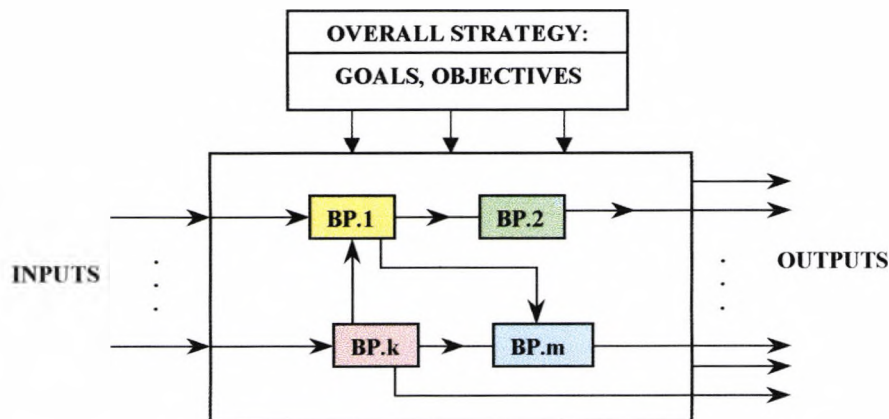 OVERALL STRATEGY:
GOALS, OBJECTIVES
BP.1
BP.2
INPUTS
OUTPUTS
BP.k
BP.m